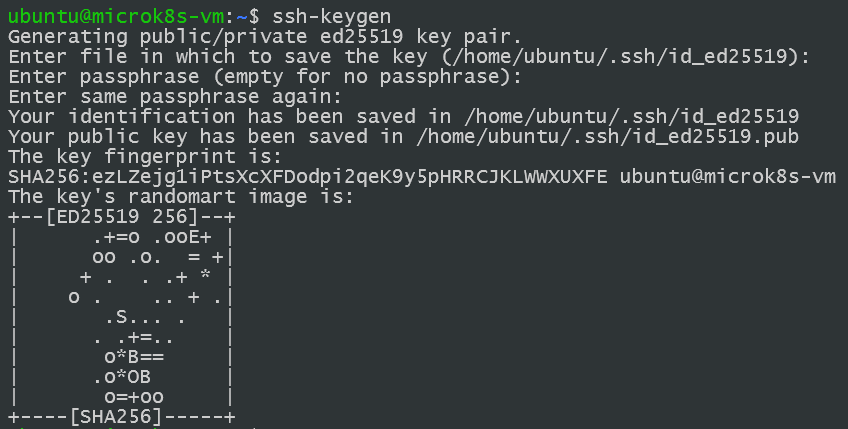 ubuntu@microk8s-vm:~$ ssh-keygen
Generating public/private ed25519 key pair.
Enter file in which to save the key (/home/ubuntu/.ssh/id_ed25519):
Enter passphrase (empty for no passphrase):
Enter same passphrase again:
Your identification has been saved in /home/ubuntu/.ssh/id_ed25519
Your public key has been saved in /home/ubuntu/.ssh/id_ed25519.pub
The key fingerprint is:
SHA256:ezLZejg1iPtsXcXFDodpi2qeK9y5pHRRCJKLWWXUXFE ubuntu@microk8s-vm
The key's randomart image is:
+--[ED25519 256]--+
|      .+=o .ooE+ |
|      oo .o.  = +|
|     + .  . .+ * |
|    o .    .. + .|
|       .S... .   |
|      . .+=..    |
|       o*B==     |
|      .o*OB      |
|       o=+oo     |
+----[SHA256]-----+